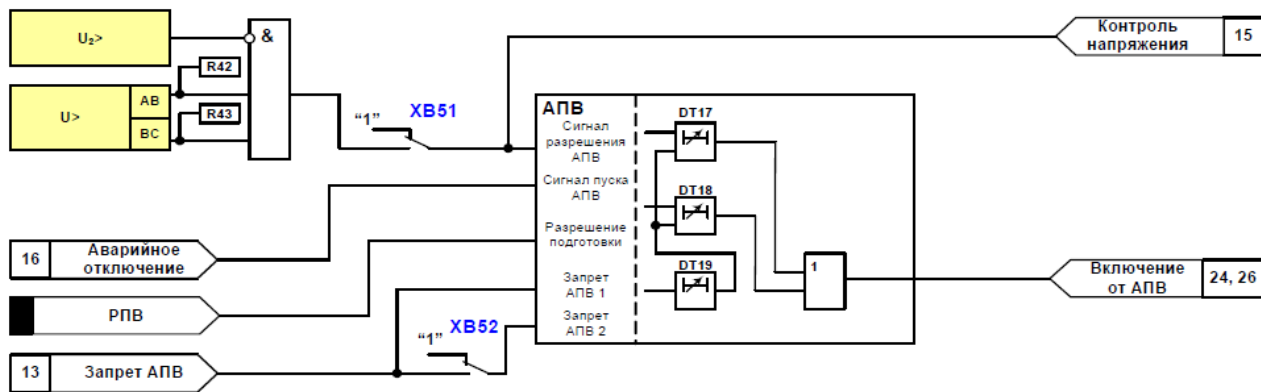 U₂>
&
R42
U>
AB
BC
R43
“1”
XB51
Контроль
напряжения
15
АПВ
Сигнал
разрешения
АПВ
Сигнал пуска
АПВ
Разрешение
подготовки
Запрет
АПВ 1
Запрет
АПВ 2
DT17
DT18
DT19
1
16
Аварийное
отключение
РПВ
13
Запрет АПВ
“1”
XB52
Включение
от АПВ
24, 26